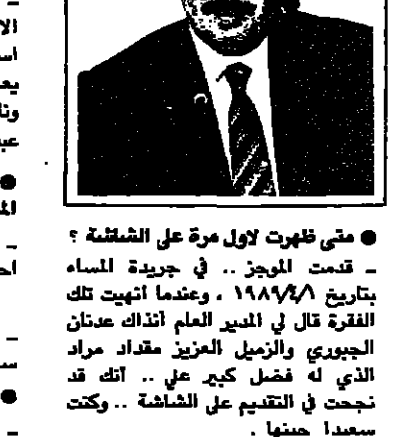 ● متى ظهرت لاول مرة على الشاشة ؟
ـ قدمت الموجز .. في جريدة المساء
بتاريخ ١٩٨٩/٤/١ ، وعندما أنهيت تلك
الفقرة قال لي المدير العام آنذاك عدنان
الجبوري والزميل العزيز مقداد مراد
الذي له فضل كبير علي .. أنك قد
نجحت في التقديم على الشاشة .. وكنت
سعيدا حينها .